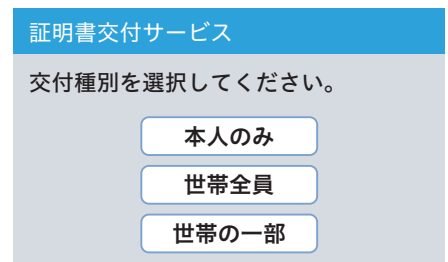 証明書交付サービス
交付種別を選択してください。
本人のみ
世帯全員
世帯の一部